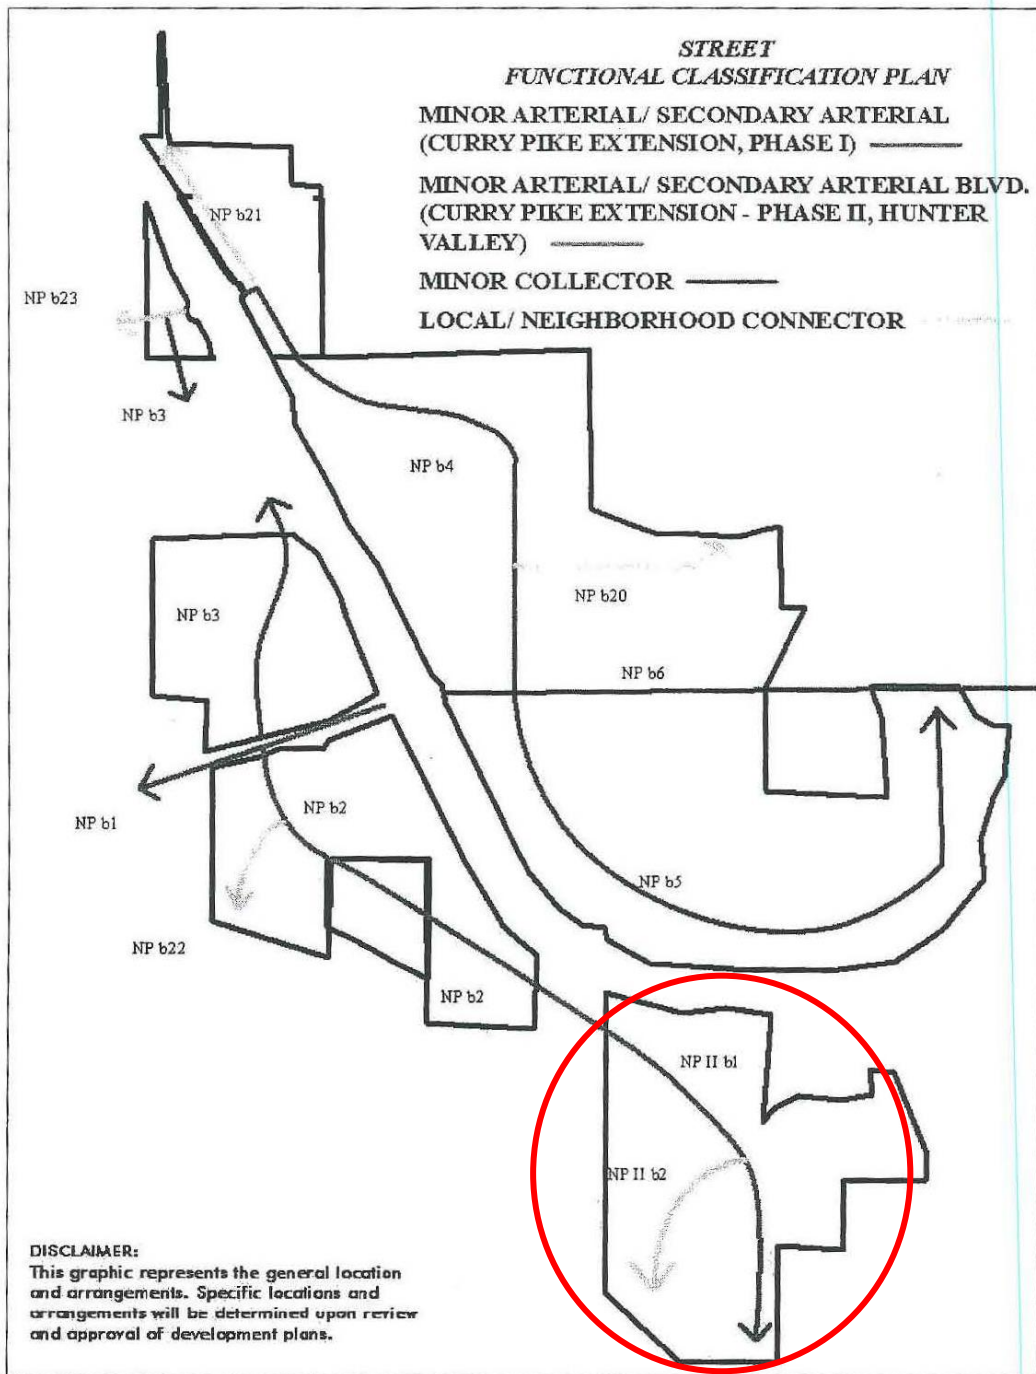 STREET
FUNCTIONAL CLASSIFICATION PLAN
MINOR ARTERIAL/ SECONDARY ARTERIAL
(CURRY PIKE EXTENSION, PHASE I)
MINOR ARTERIAL/ SECONDARY ARTERIAL BLVD.
(CURRY PIKE EXTENSION - PHASE II, HUNTER
VALLEY)
MINOR COLLECTOR
LOCAL/ NEIGHBORHOOD CONNECTOR
NP b21
NP b23
NP b3
NP b4
NP b20
NP b3
NP b6
NP b1
NP b2
NP b5
NP b22
NP b2
NP II b1
NP II b2
DISCLAIMER:
This graphic represents the general location
and arrangements. Specific locations and
arrangements will be determined upon review
and approval of development plans.